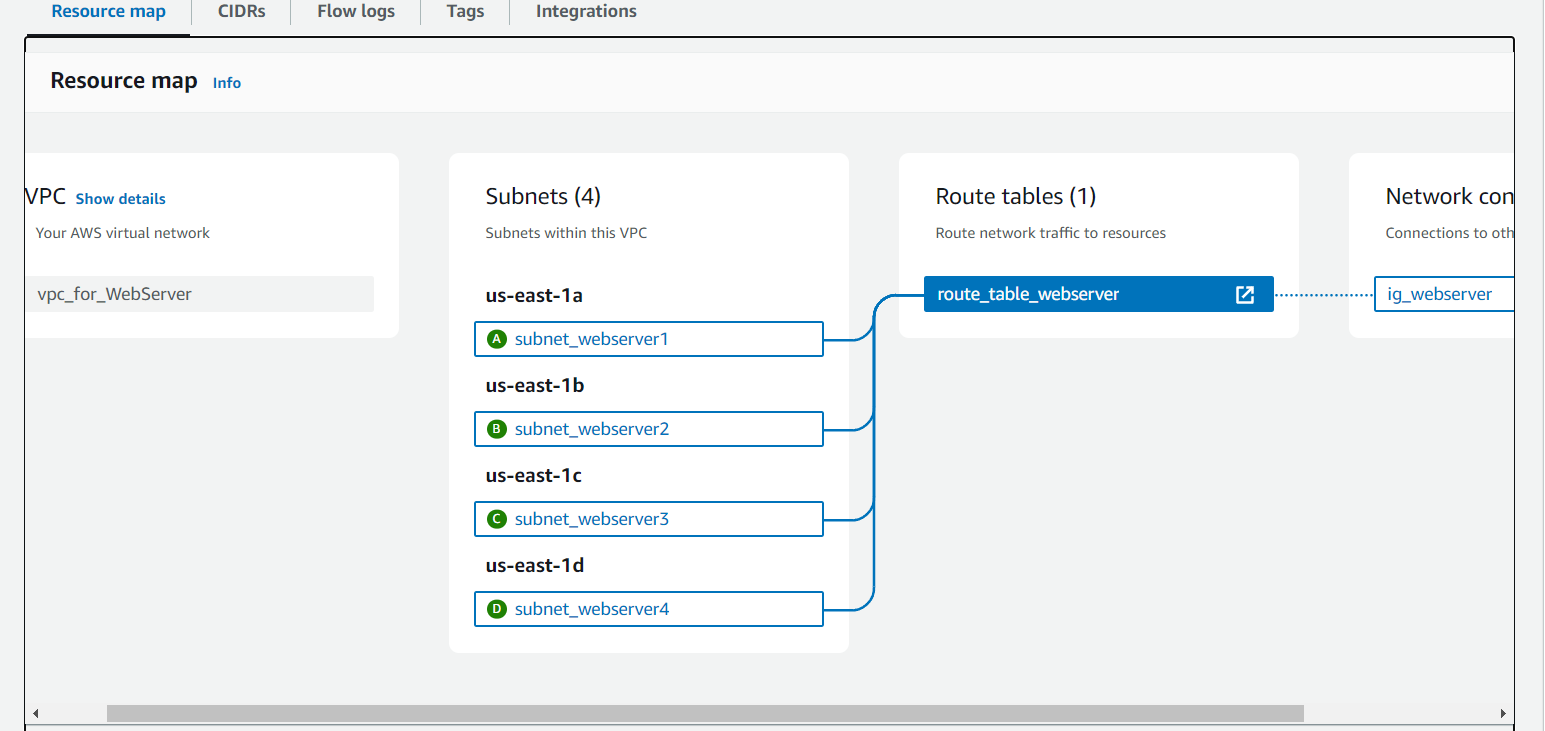 Resource map
CIDRs
Flow logs
Tags
Integrations
Resource map Info
VPC Show details
Your AWS virtual network
vpc_for_WebServer
Subnets (4)
Subnets within this VPC
us-east-1a
A subnet_webserver1
us-east-1b
B subnet_webserver2
us-east-1c
C subnet_webserver3
us-east-1d
D subnet_webserver4
Route tables (1)
Route network traffic to resources
route_table_webserver
Network con
Connections to oth
ig_webserver